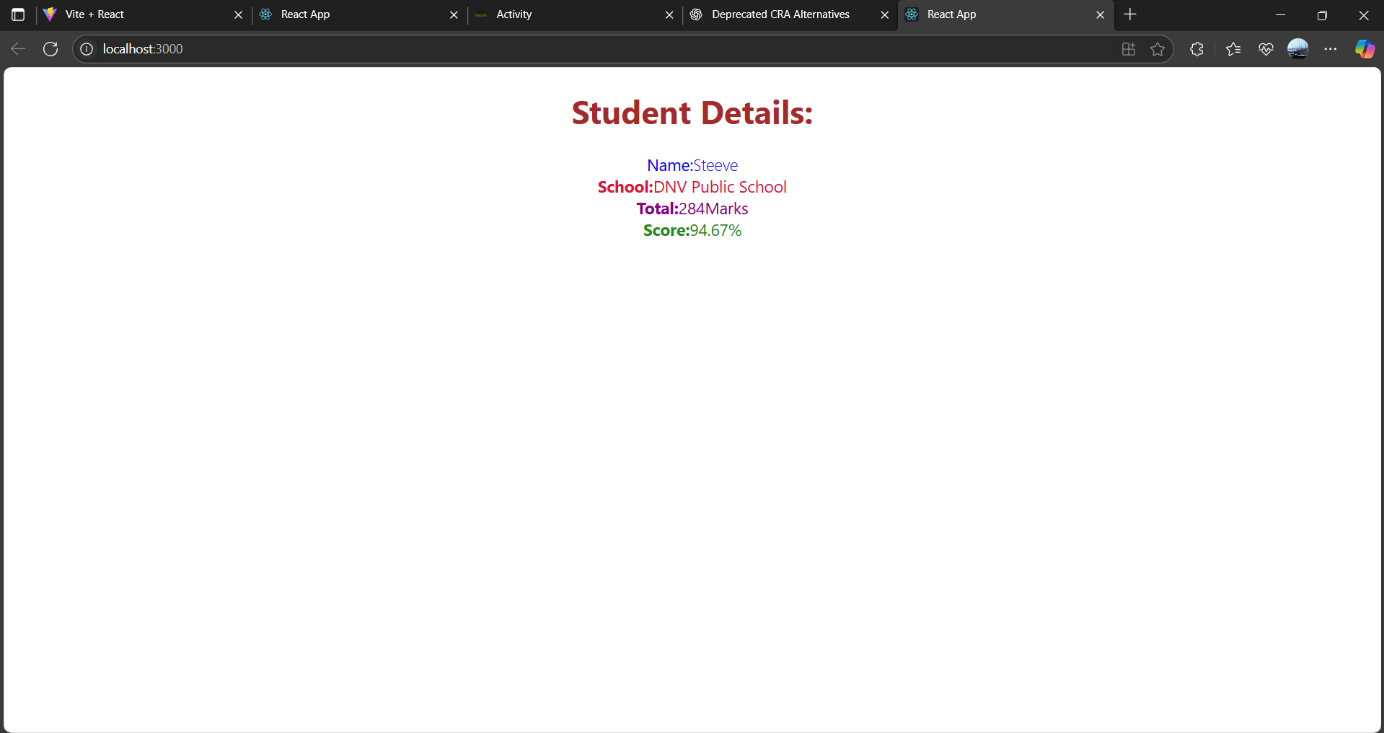 Vite + React
React App
Activity
Deprecated CRA Alternatives
React App
localhost:3000
Student Details:
Name:Steeve
School:DNV Public School
Total:284Marks
Score:94.67%